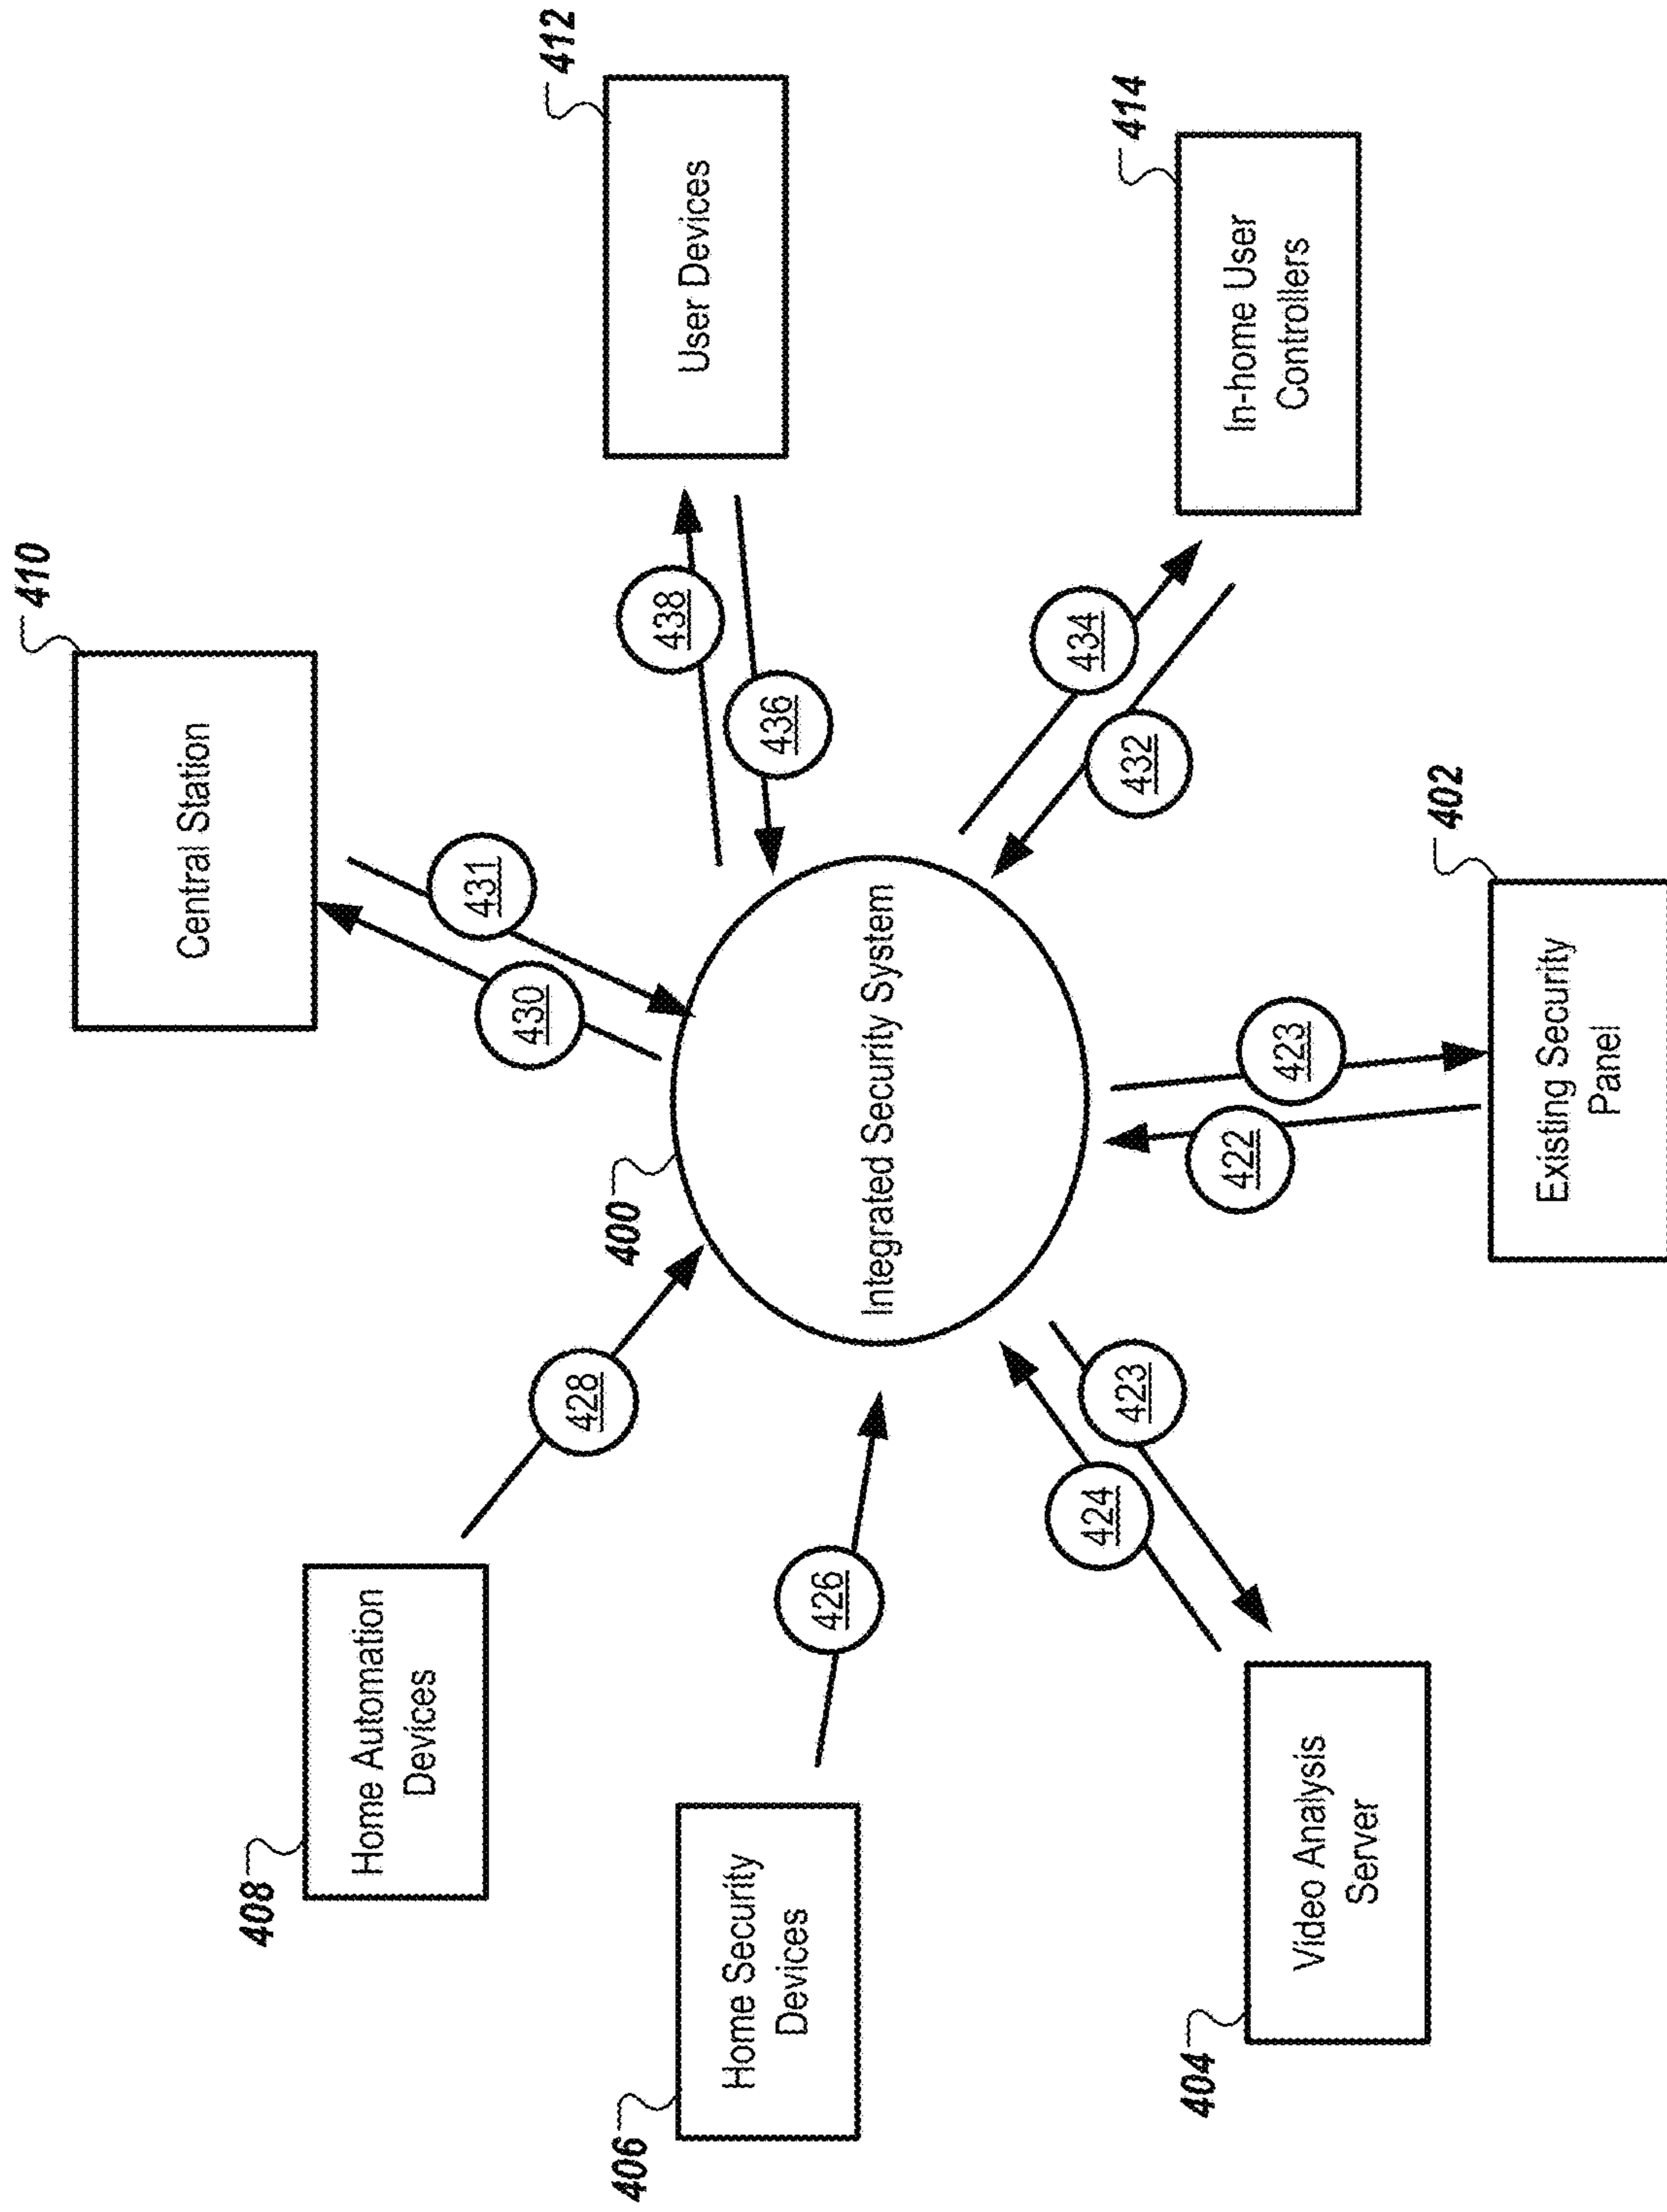 408
Home Automation
Devices
428
410
Central Station
430
431
412
User Devices
438
436
406
Home Security
Devices
426
400
Integrated Security System
404
Video Analysis
Server
424
423
422
423
402
Existing Security
Panel
434
432
414
In-home User
Controllers